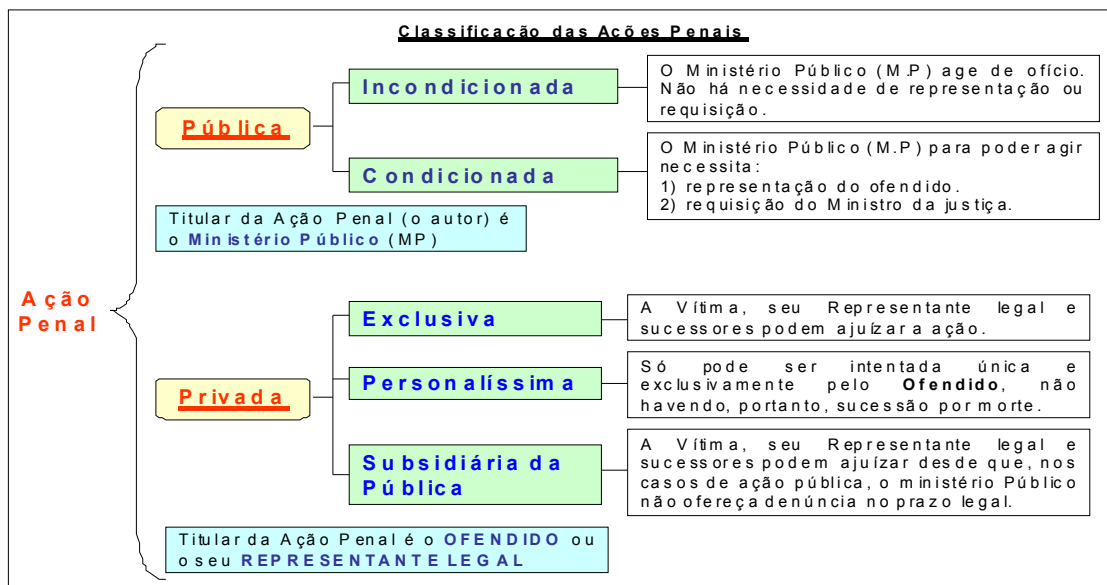 Classificação das Ações Penais
Ação
Penal
Pública
Incondicionada
O Ministério Público (M.P) age de ofício.
Não há necessidade de representação ou
requisição.
Condicionada
O Ministério Público (M.P) para poder agir
necessita:
1) representação do ofendido.
2) requisição do Ministro da justiça.
Titular da Ação Penal (o autor) é
o Ministério Público (MP)
Privada
Exclusiva
A Vítima, seu Representante legal e
sucessores podem ajuízar a ação.
Personalíssima
Só pode ser intentada única e
exclusivamente pelo Ofendido, não
havendo, portanto, sucessão por morte.
Subsidiária da
Pública
A Vítima, seu Representante legal e
sucessores podem ajuízar desde que, nos
casos de ação pública, o ministério Público
não ofereça denúncia no prazo legal.
Titular da Ação Penal é o OFENDIDO ou
o seu REPRESENTANTE LEGAL